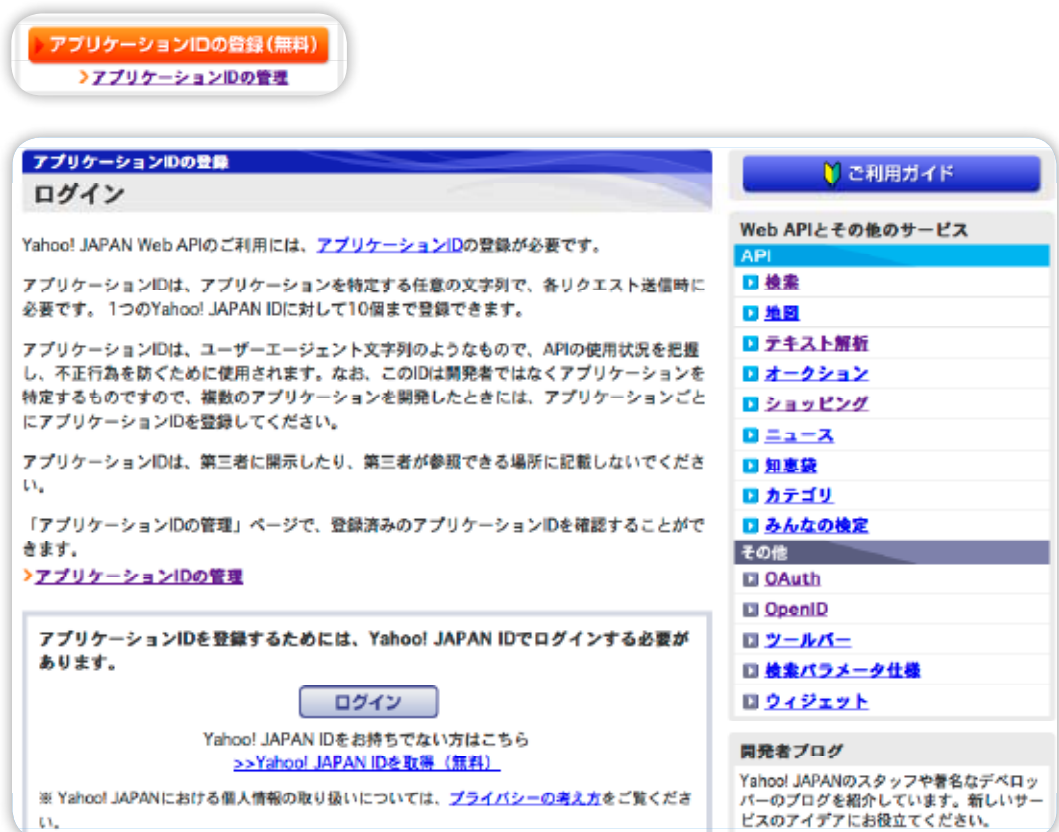 アプリケーションIDの登録(無料)
アプリケーションIDの管理
アプリケーションIDの登録
ログイン
Yahoo! JAPAN Web APIのご利用には、アプリケーションIDの登録が必要です。
アプリケーションIDは、アプリケーションを特定する任意の文字列で、各リクエスト送信時に
必要です。 1つのYahoo! JAPAN IDに対して10個まで登録できます。
アプリケーションIDは、ユーザーエージェント文字列のようなもので、APIの使用状況を把握
し、不正行為を防ぐために使用されます。なお、このIDは開発者ではなくアプリケーションを
特定するものですので、複数のアプリケーションを開発したときには、アプリケーションごと
にアプリケーションIDを登録してください。
アプリケーションIDは、第三者に開示したり、第三者が参照できる場所に記載しないでくださ
い。
「アプリケーションIDの管理」ページで、登録済みのアプリケーションIDを確認することがで
きます。
アプリケーションIDの管理
アプリケーションIDを登録するためには、Yahoo! JAPAN IDでログインする必要が
あります。
ログイン
Yahoo! JAPAN IDをお持ちでない方はこちら
>>Yahoo! JAPAN IDを取得（無料）
※ Yahoo! JAPANにおける個人情報の取り扱いについては、プライバシーの考え方をご覧くださ
い。
ご利用ガイド
Web APIとその他のサービス
API
検索
地図
テキスト解析
オークション
ショッピング
ニュース
知恵袋
カテゴリ
みんなの検定
その他
OAuth
OpenID
ツールバー
検索パラメータ仕様
ウィジェット
開発者ブログ
Yahoo! JAPANのスタッフや著名なデベロッ
パーのブログを紹介しています。新しいサー
ビスのアイデアにお役立てください。